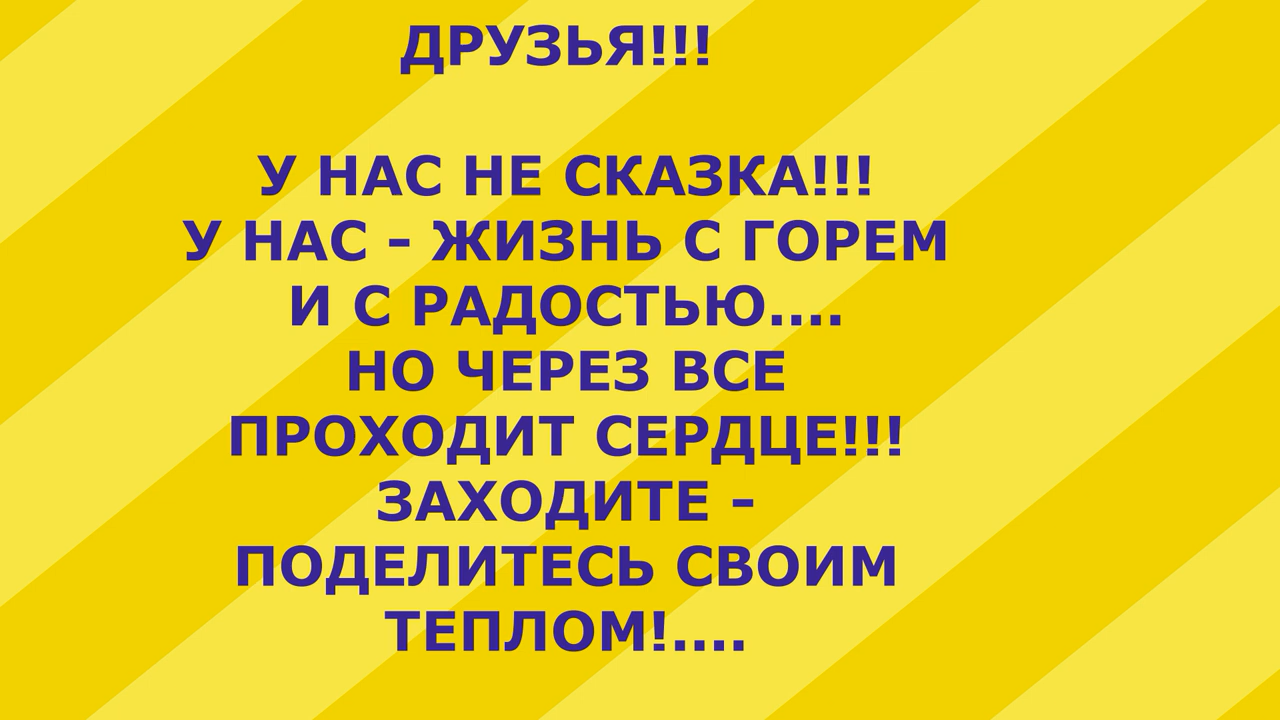 ДРУЗЬЯ!!!
У НАС НЕ СКАЗКА!!!
У НАС – ЖИЗНЬ С ГОРЕМ
И С РАДОСТЬЮ....
НО ЧЕРЕЗ ВСЕ
ПРОХОДИТ СЕРДЦЕ!!!
ЗАХОДИТЕ –
ПОДЕЛИТЕСЬ СВОИМ
ТЕПЛОМ!....